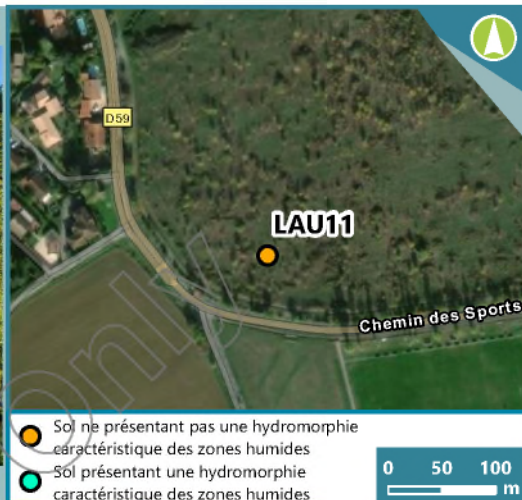 D59
LAU11
Chemin des Sports
only
Sol ne présentant pas une hydromorphie
caractéristique des zones humides
Sol présentant une hydromorphie
caractéristique des zones humides
0 50 100
m